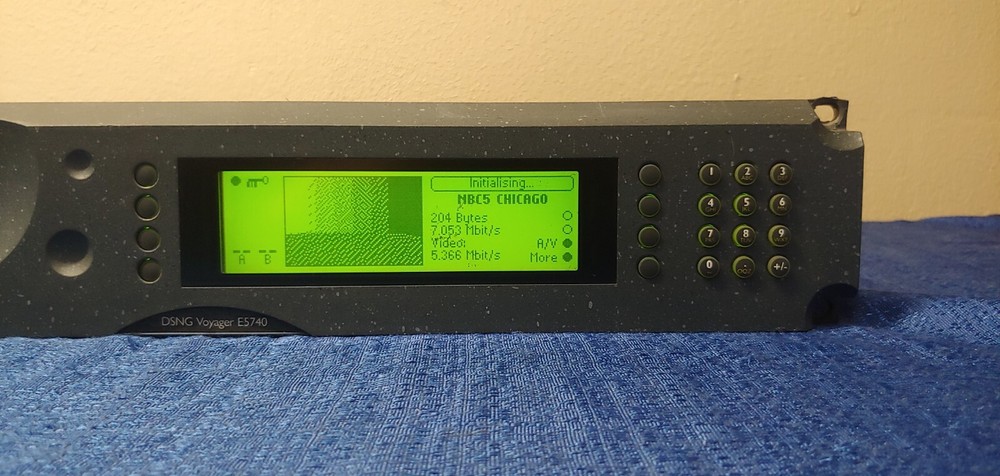 Initialising...
NBC5 CHICAGO
204 Bytes
7.053 Mbit/s
Video:
A/V
5.366 Mbit/s
More
A B
1 2 3
4 5 6
7 8 9
0 +/-
DSNG Voyager E5740